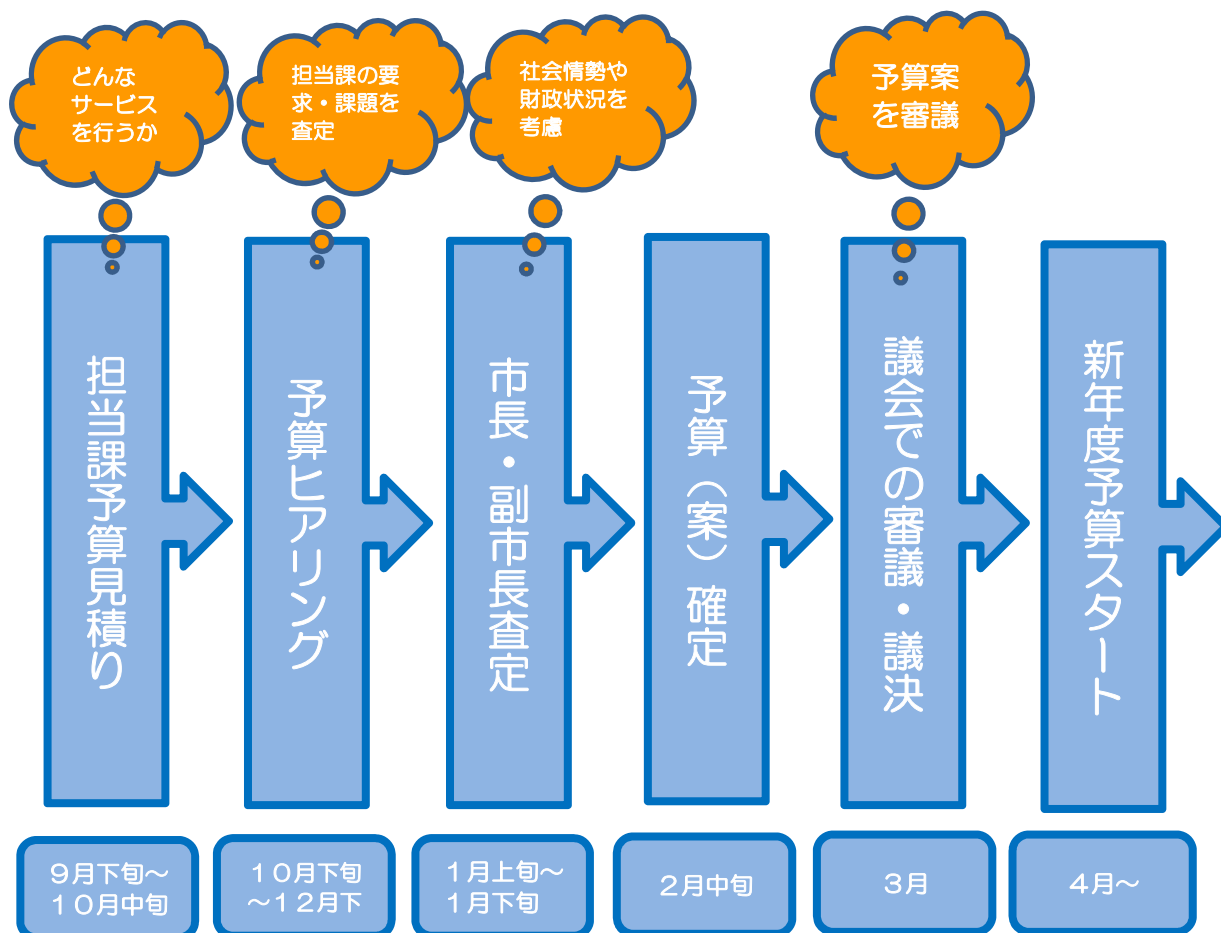 どんな
サービス
を行うか
担当課の要
求・課題を
査定
社会情勢や
財政状況を
考慮
予算案
を審議
担当課予算見積り
予算ヒアリング
市長・副市長査定
予算（案）確定
議会での審議・議決
新年度予算スタート
９月下旬～
１０月中旬
１０月下旬
～１２月下
１月上旬～
１月下旬
２月中旬
３月
４月～